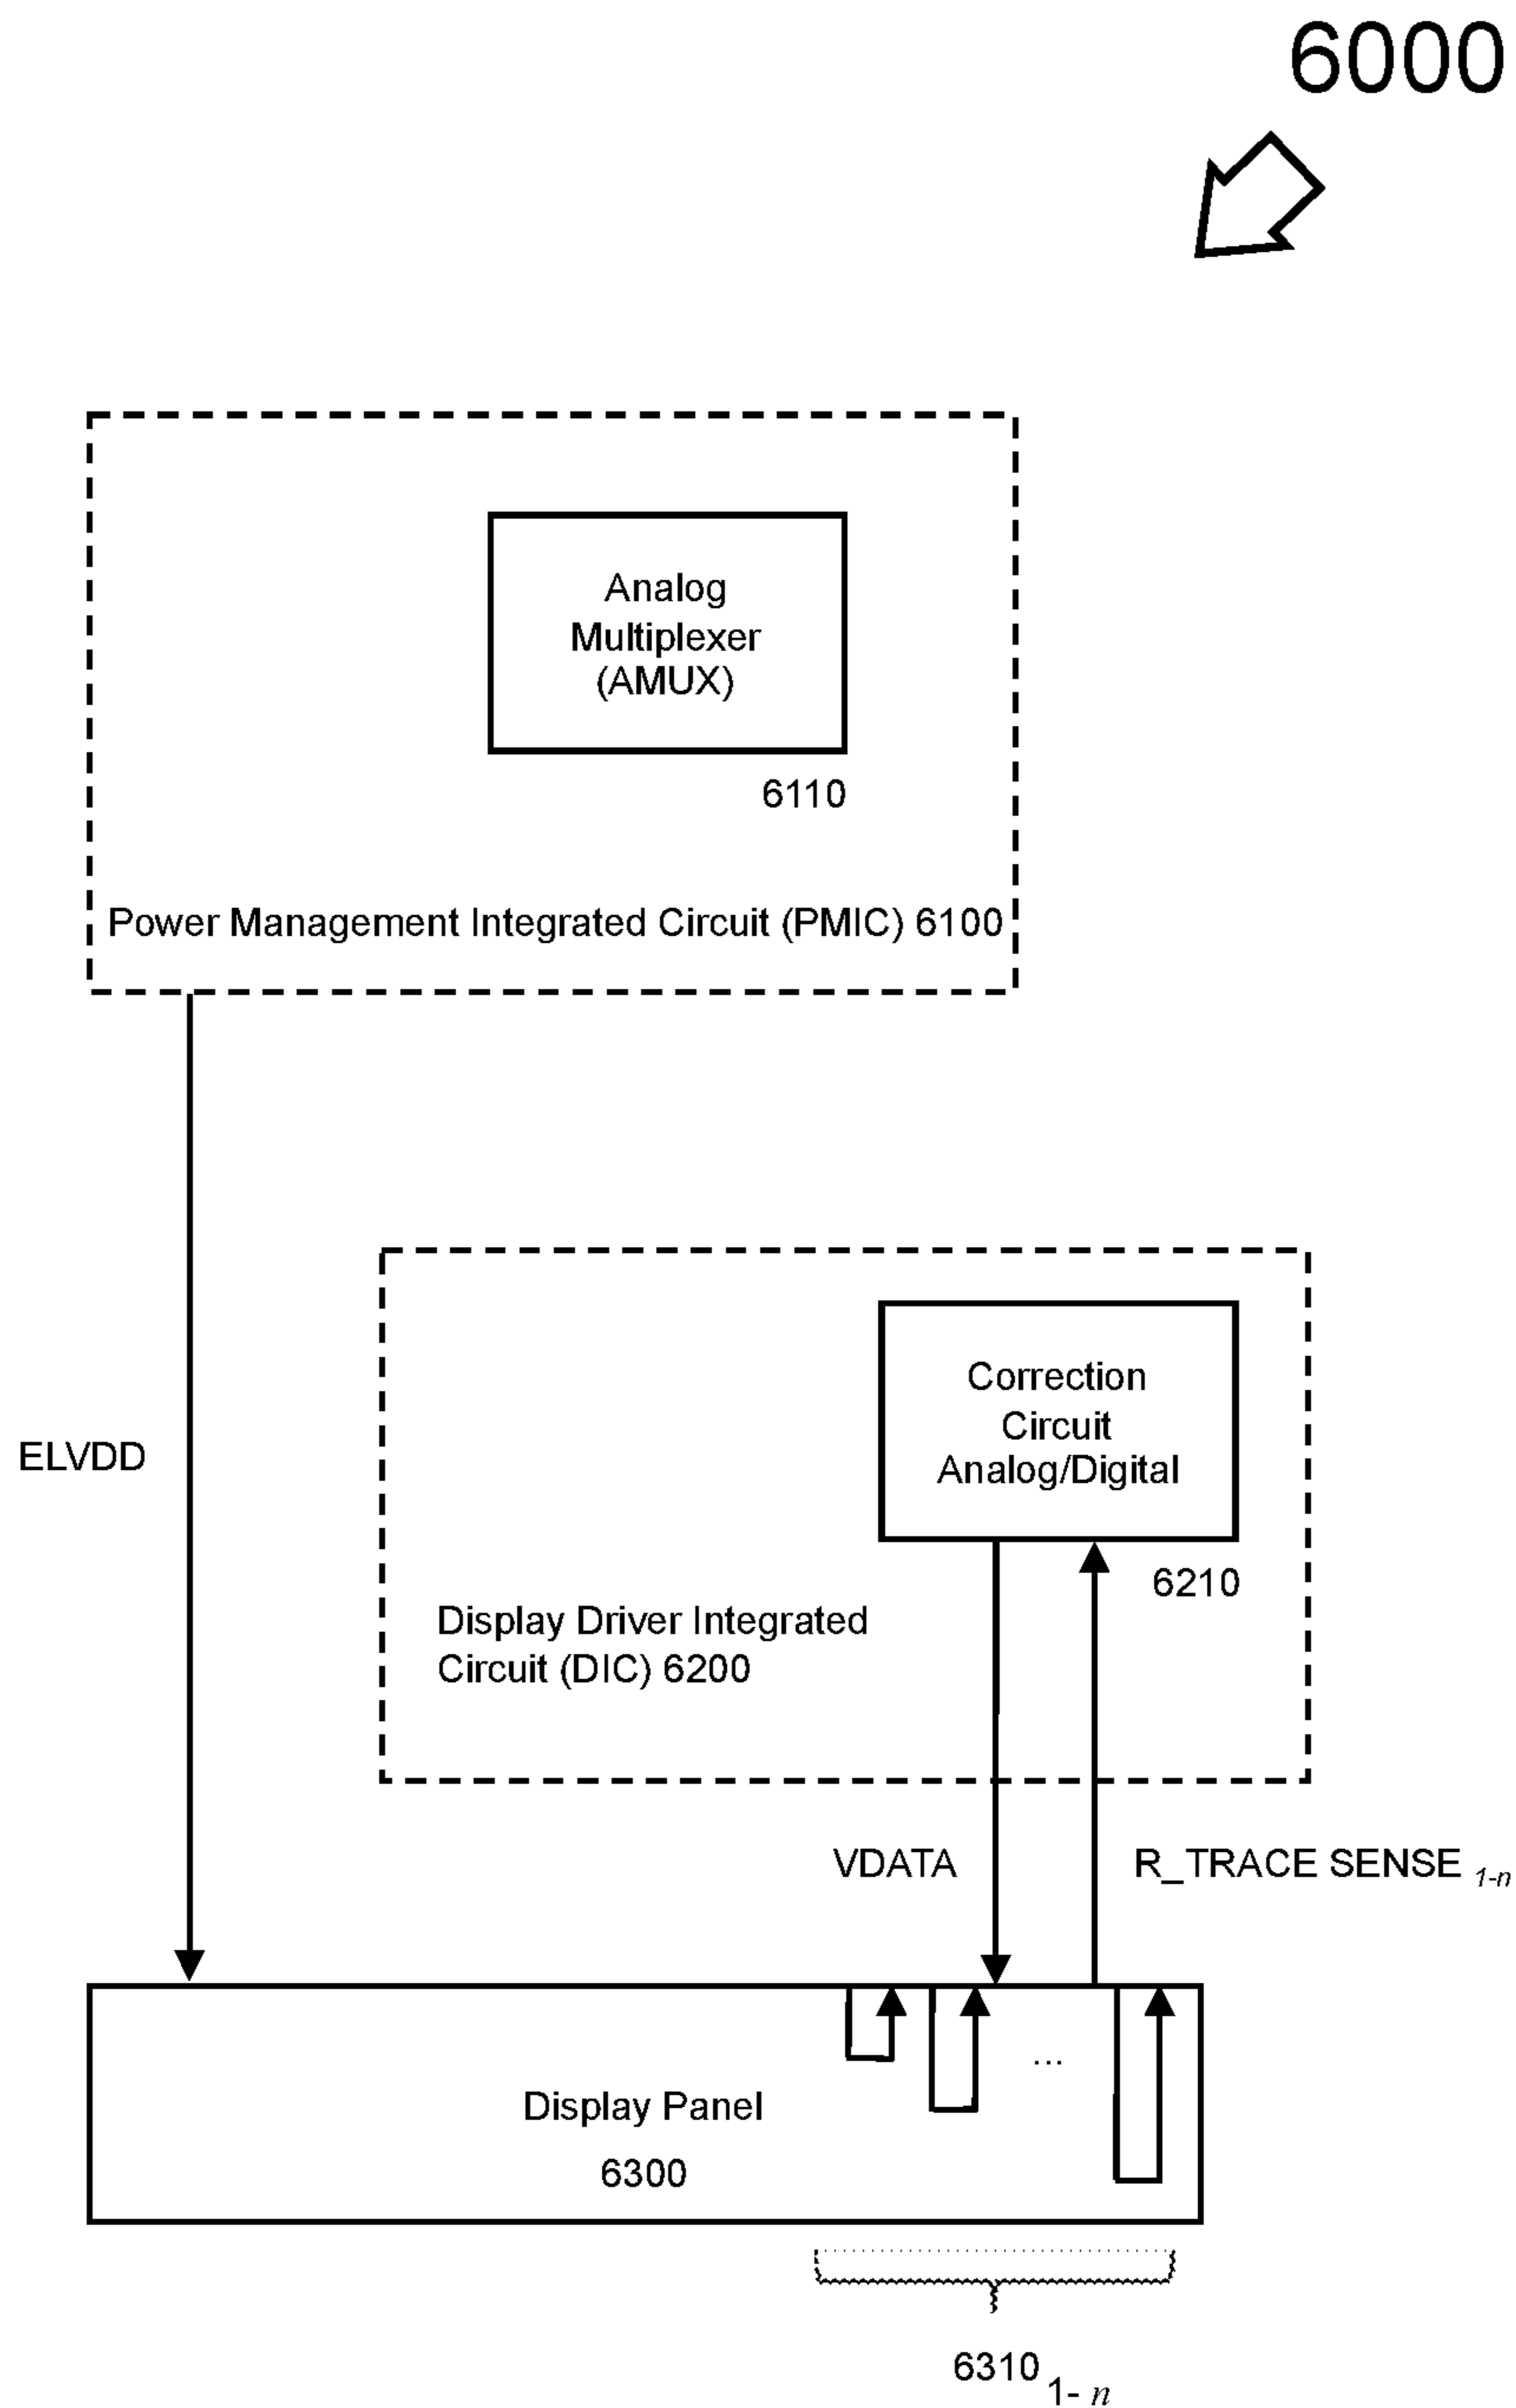 6000
Analog
Multiplexer
(AMUX)
6110
Power Management Integrated Circuit (PMIC) 6100
Correction
Circuit
Analog/Digital
6210
ELVDD
Display Driver Integrated
Circuit (DIC) 6200
VDATA
R_TRACE SENSE 1-n
...
Display Panel
6300
6310 1- n